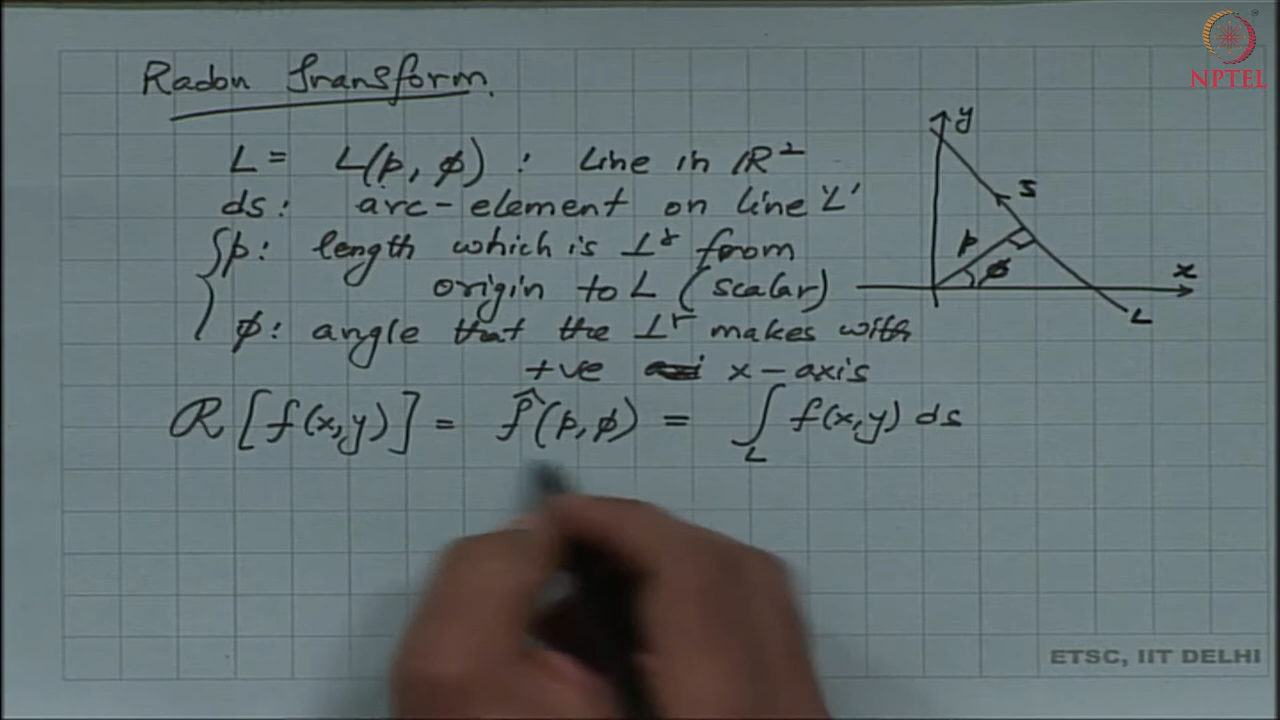 NPTEL
Radon Transform.
L = L(p, φ) : Line in ℝ²
ds : arc-element on line 'L'
p : length which is ⊥r from
origin to L (scalar)
φ : angle that the ⊥r makes with
+ve x-axis
R[f(x,y)] = f̂(p, φ) = ∫_L f(x,y) ds
y
s
p
φ
x
L
ETSC, IIT DELHI